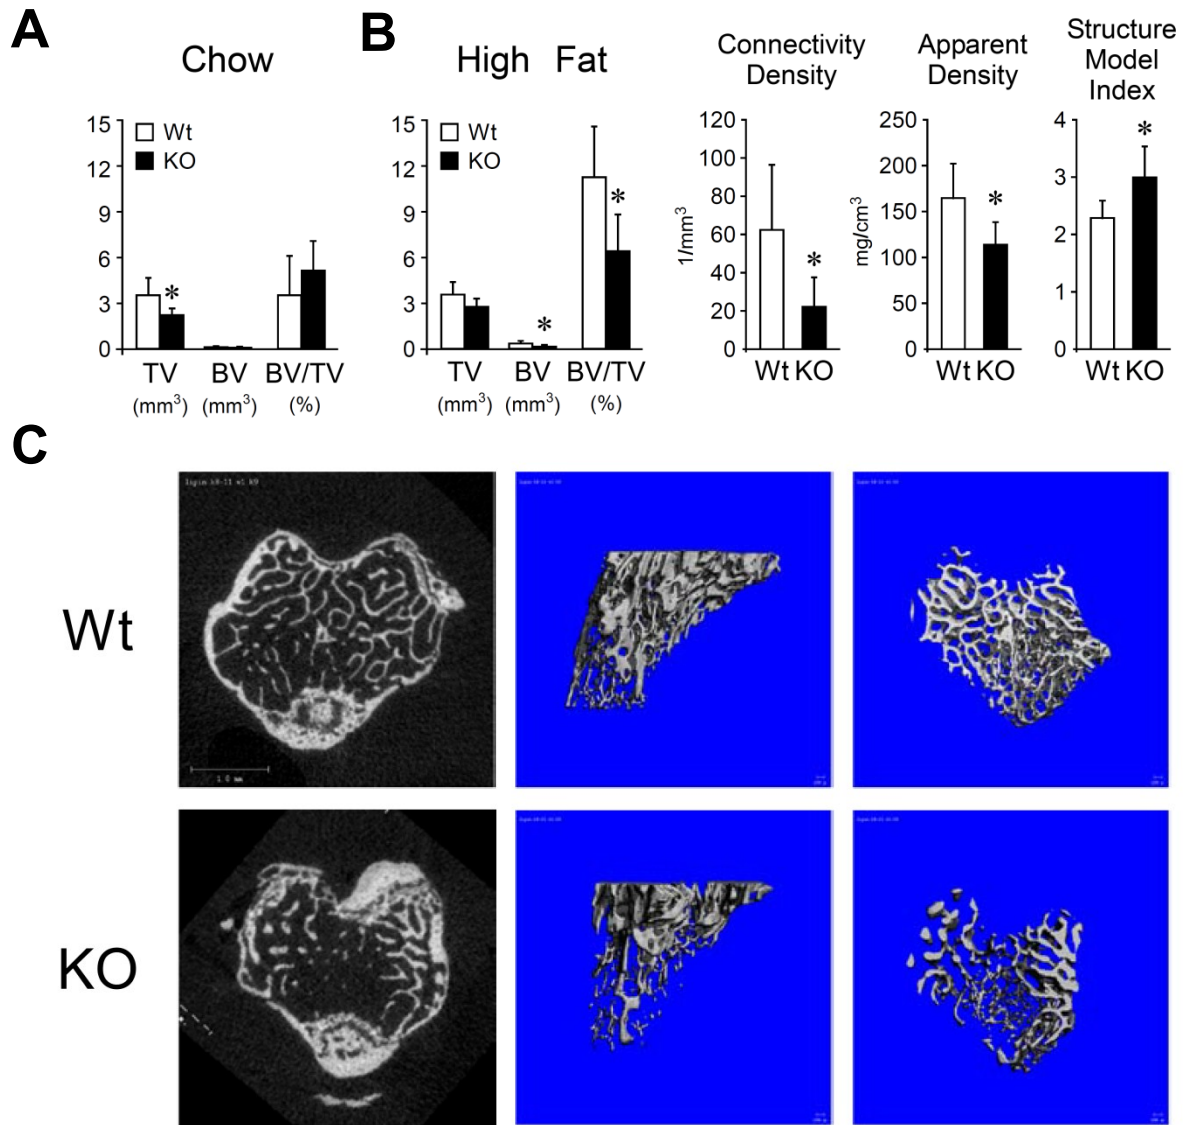 A
Chow
15
12
9
6
3
0
Wt
KO
*
TV
BV
BV/TV
(mm³)
(mm³)
(%)
B
High Fat
15
12
9
6
3
0
Wt
KO
*
*
TV
BV
BV/TV
(mm³)
(mm³)
(%)
Connectivity
Density
1/mm³
120
100
80
60
40
20
0
*
Wt KO
Apparent
Density
mg/cm³
250
200
150
100
50
0
*
Wt KO
Structure
Model
Index
4
3
2
1
0
*
Wt KO
C
Wt
1.0 mm
KO